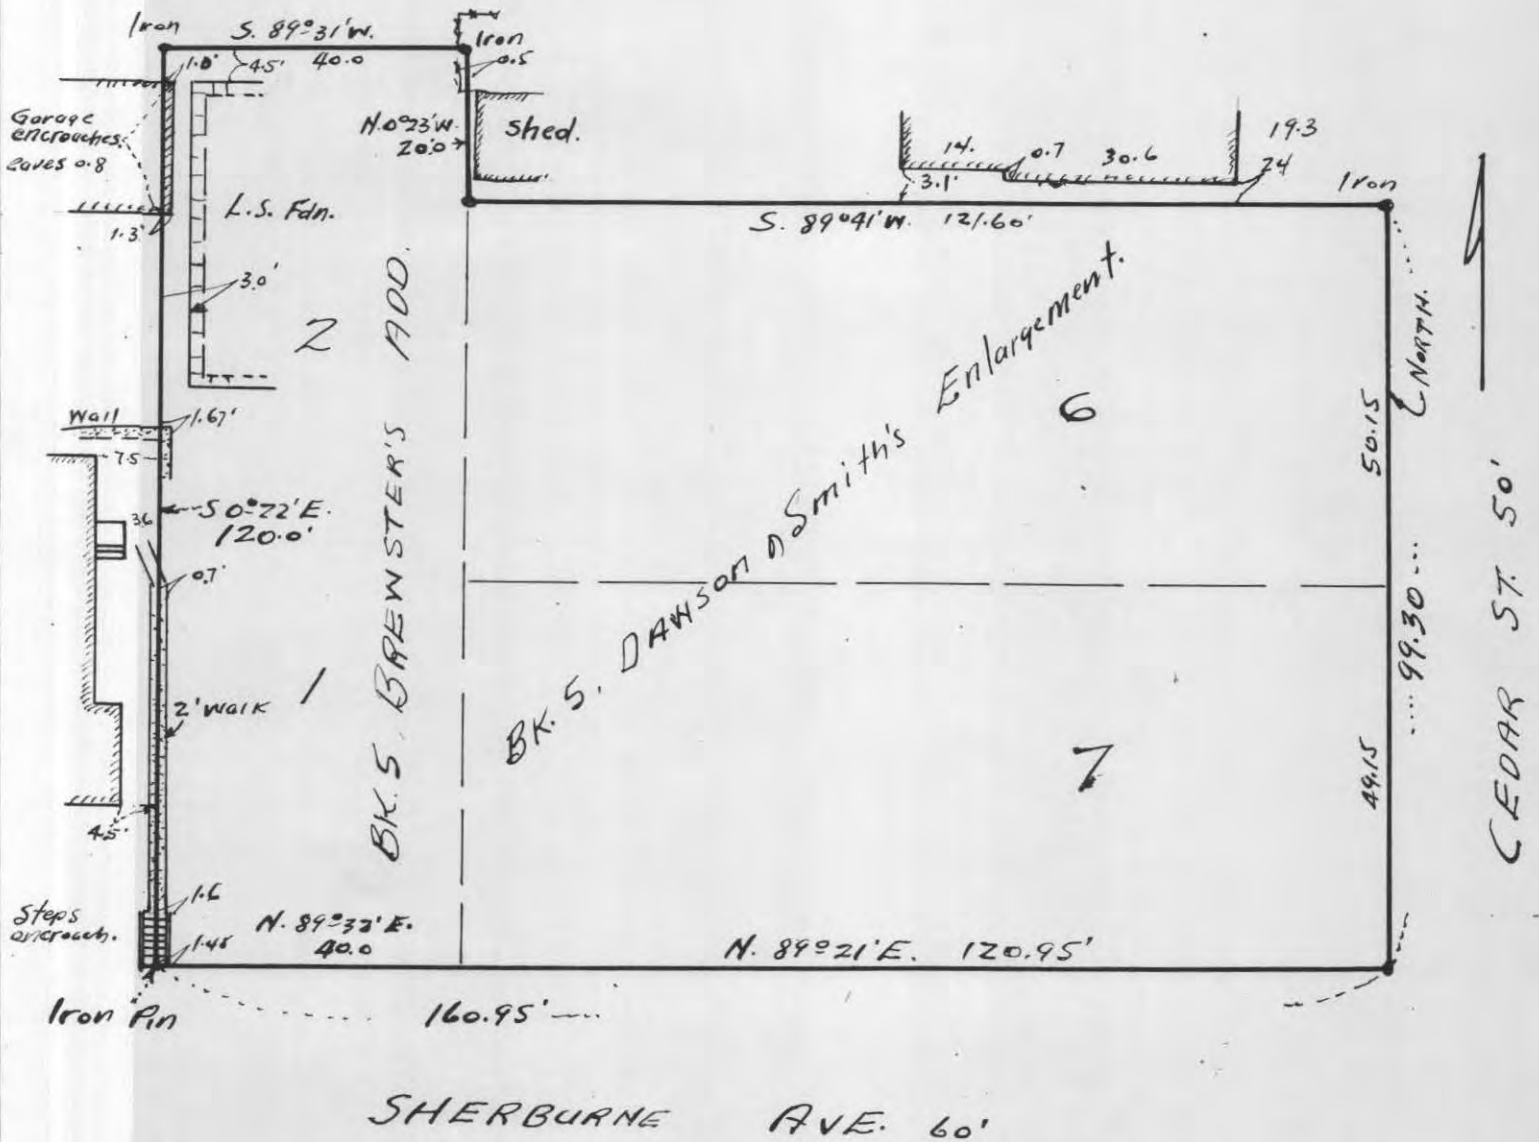 Iron
S. 89°31'W.
40.0
Iron
1.0'
4.5'
0.5
Garage
encroaches.
eaves 0.8
N.0°23'W.
20.0
Shed.
14.
0.7
30.6
19.3
24
3.1'
Iron
L.S. Fdn.
1.3'
S. 89°41'W. 121.60'
3.0'
2
BK. 5, BREWSTER'S ADD.
BK. 5, DAWSON n Smith's Enlargement.
6
50.15
NORTH.
Wall
1.67'
7.5
S 0°22'E.
120.0'
36
0.7'
99.30
CEDAR ST. 50'
1
2' WALK
7
49.15
4.5'
1.6
Steps
encroach.
1.45
N. 89°32'E.
40.0
N. 89°21'E. 120.95'
Iron Pin
160.95'
SHERBURNE AVE. 60'